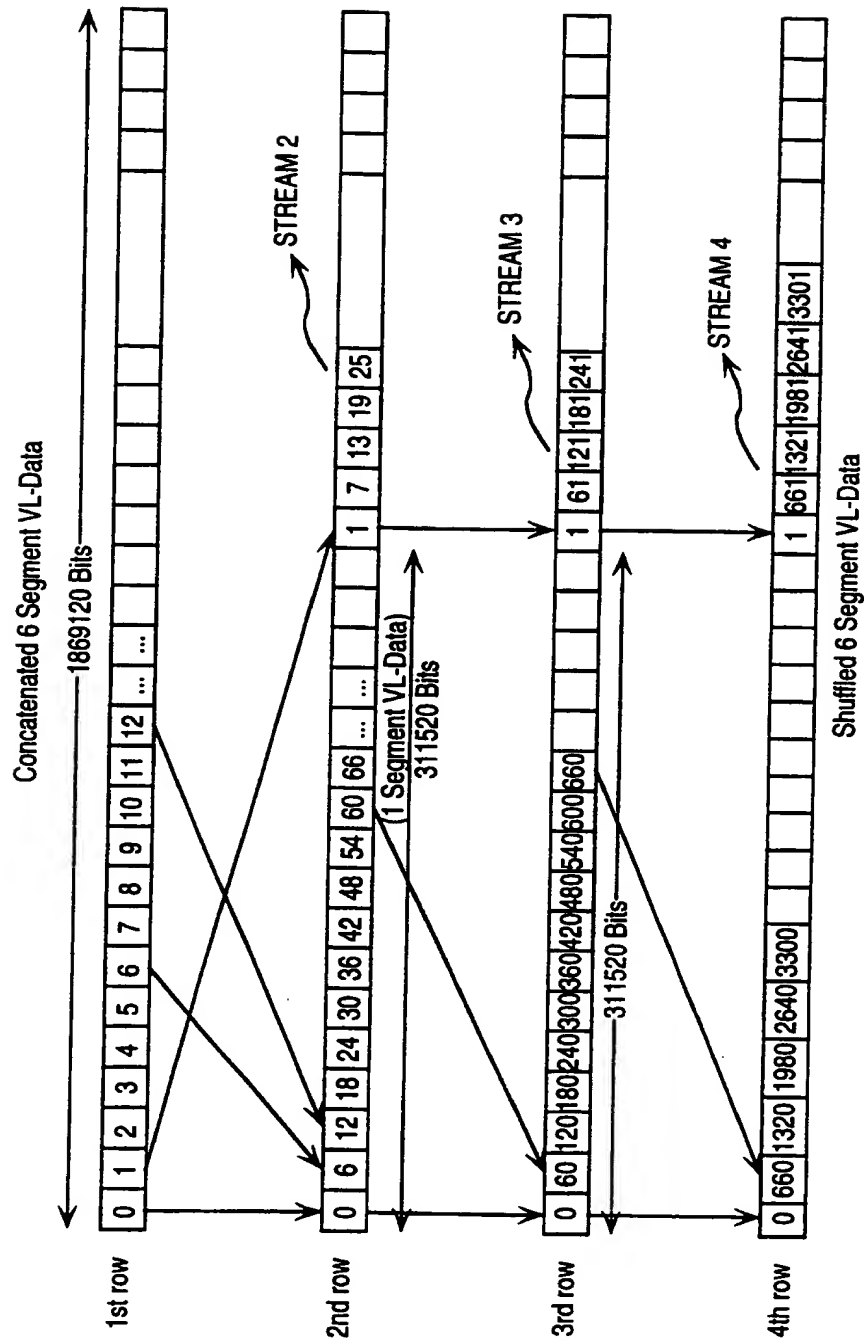 Concatenated 6 Segment VL-Data
1869120 Bits
1st row
0 1 2 3 4 5 6 7 8 9 10 11 12 ... ...
STREAM 2
2nd row
0 6 12 18 24 30 36 42 48 54 60 66 ... ... 1 7 13 19 25
(1 Segment VL-Data)
311520 Bits
STREAM 3
3rd row
0 60 120 180 240 300 360 420 480 540 600 660 1 61 121 181 241
311520 Bits
STREAM 4
4th row
0 660 1320 1980 2640 3300 1 661 1321 1981 2641 3301
Shuffled 6 Segment VL-Data